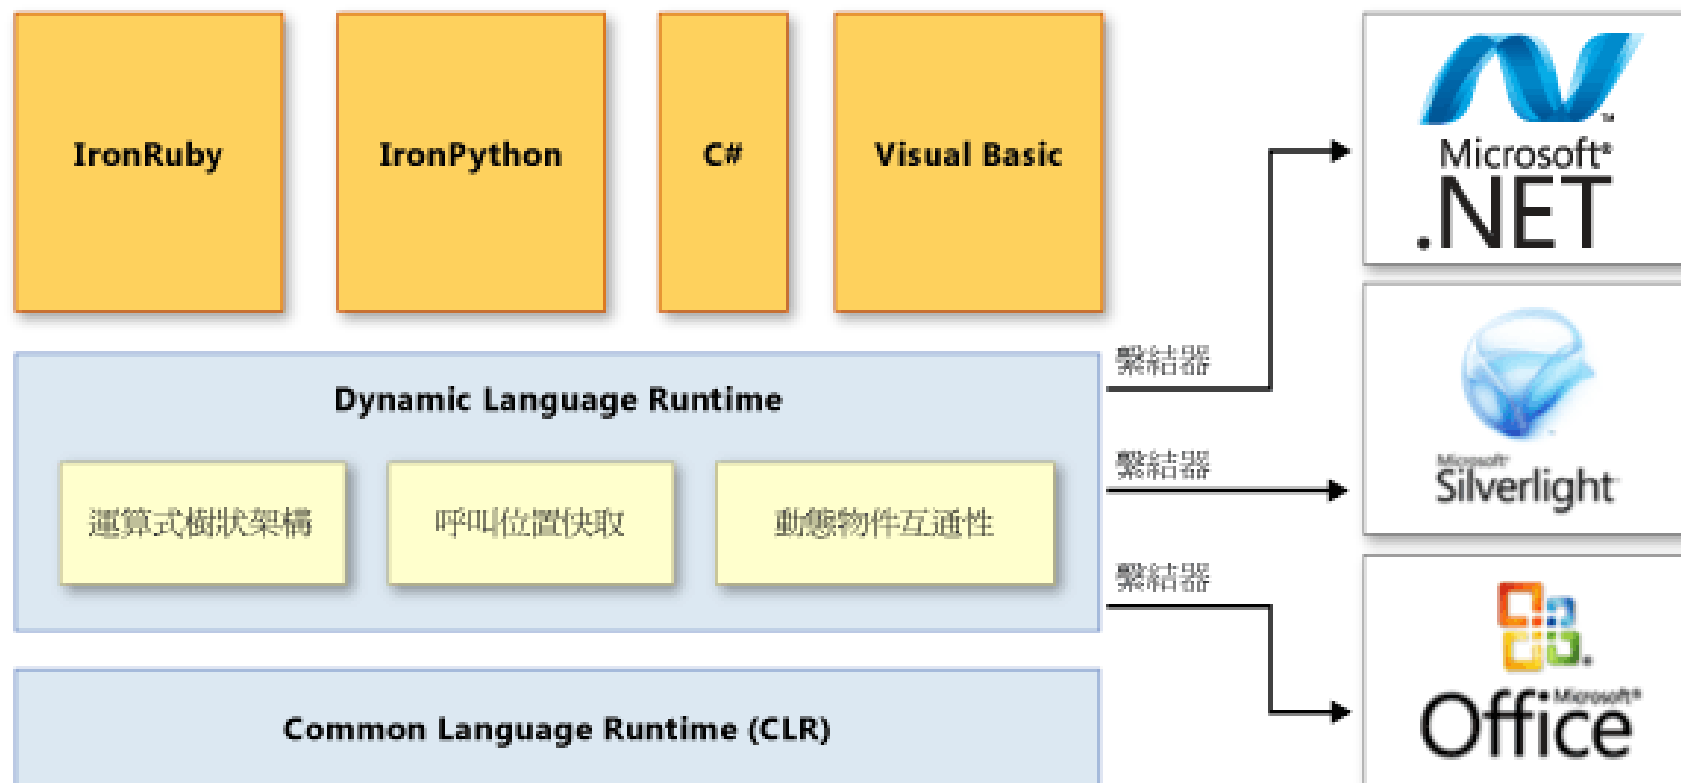 IronRuby
IronPython
C#
Visual Basic
Dynamic Language Runtime
運算式樹狀架構
呼叫位置快取
動態物件互通性
Common Language Runtime (CLR)
繫結器
繫結器
繫結器
Microsoft®
.NET
Microsoft®
Silverlight
Microsoft®
Office